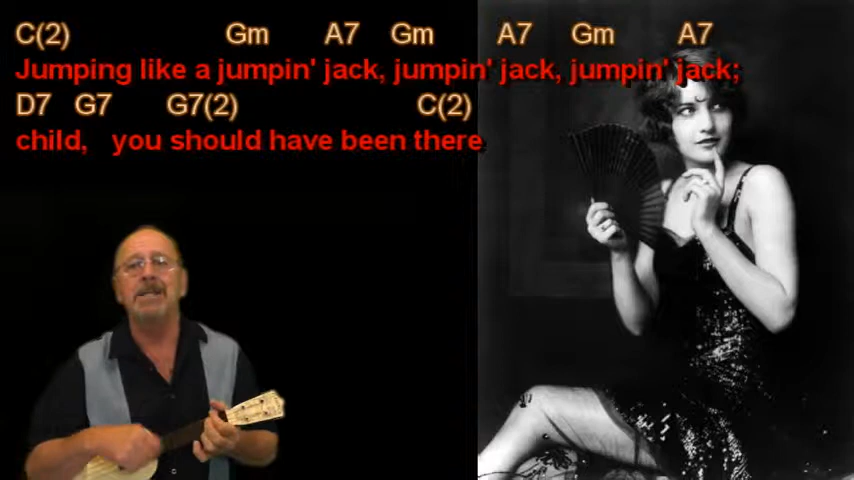 C(2) Gm A7 Gm A7 Gm A7
Jumping like a jumpin' jack, jumpin' jack, jumpin' jack;
D7 G7 G7(2) C(2)
child, you should have been there